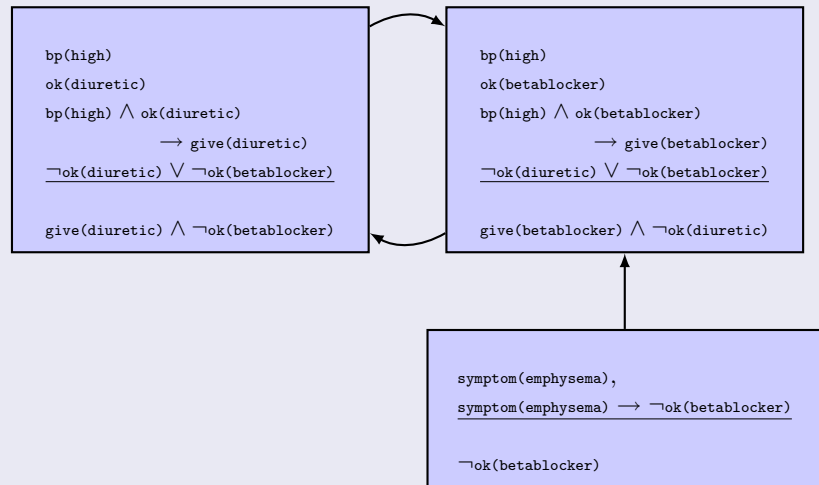 bp(high)
ok(diuretic)
bp(high) ∧ ok(diuretic)
→ give(diuretic)
¬ok(diuretic) ∨ ¬ok(betablocker)
give(diuretic) ∧ ¬ok(betablocker)
bp(high)
ok(betablocker)
bp(high) ∧ ok(betablocker)
→ give(betablocker)
¬ok(diuretic) ∨ ¬ok(betablocker)
give(betablocker) ∧ ¬ok(diuretic)
symptom(emphysema),
symptom(emphysema) → ¬ok(betablocker)
¬ok(betablocker)